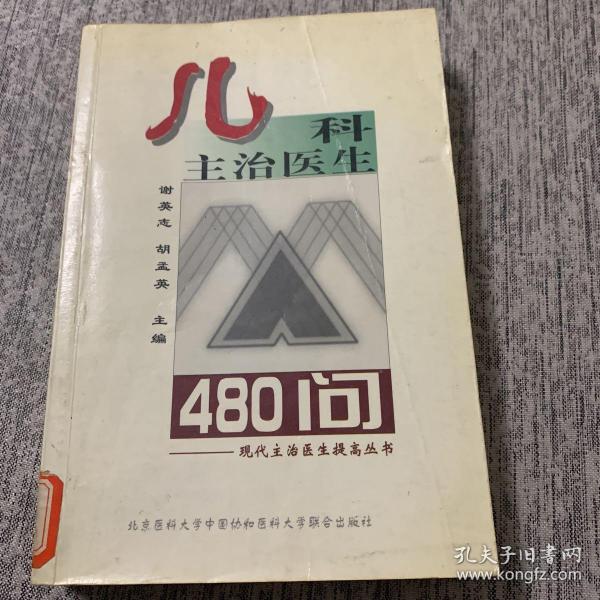 儿科
主治医生
谢英志 胡孟英 主编
480问
——现代主治医生提高丛书
北京医科大学中国协和医科大学联合出版社
孔夫子旧书网
www.kongfz.com